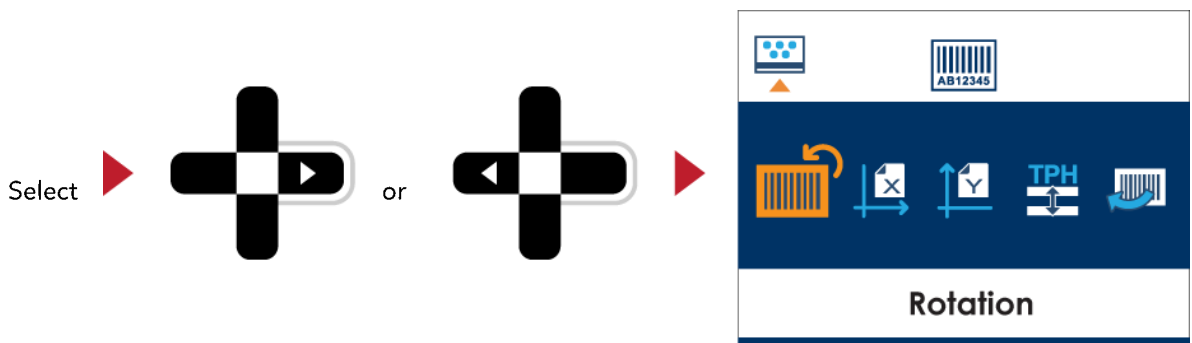 AB12345
X
Y
TPH
Select
or
Rotation